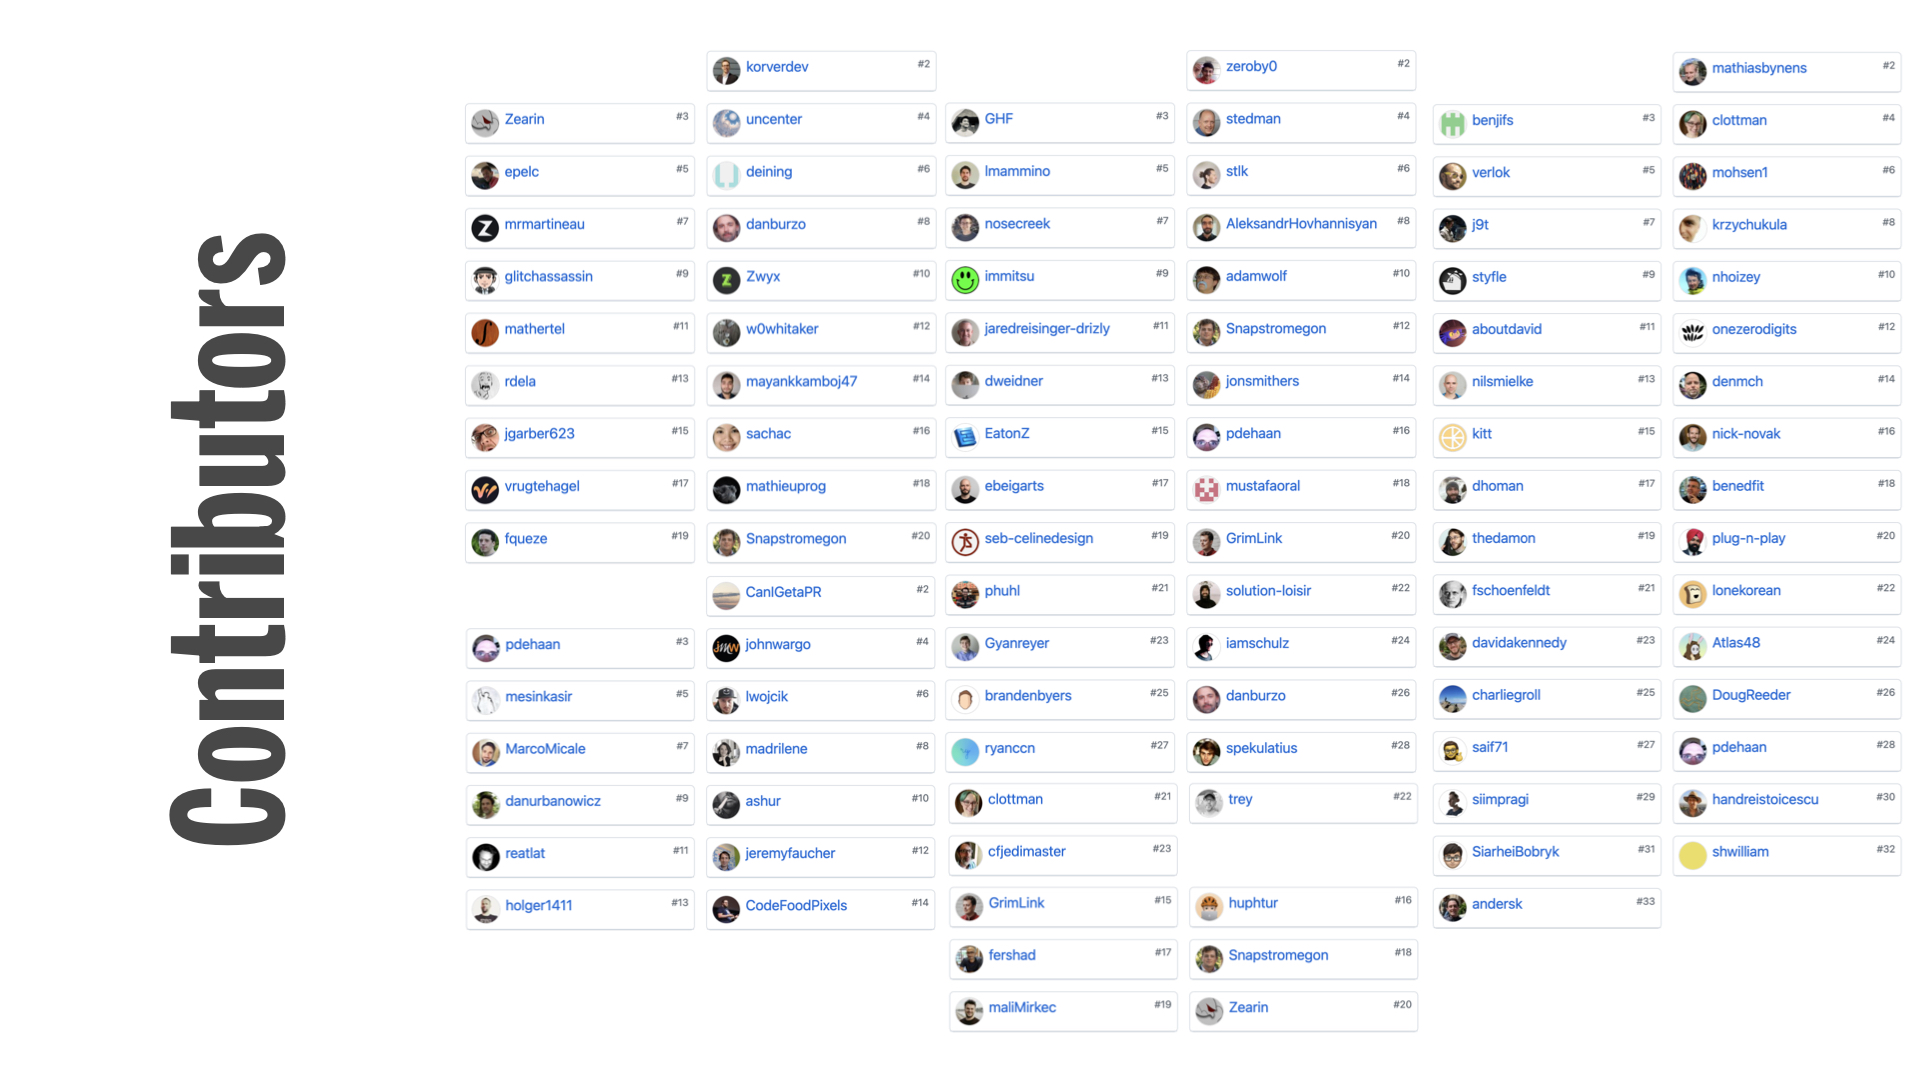 Contributors
korverdev #2
Zearin #3
uncenter #4
epelc #5
deining #6
mrmartineau #7
danburzo #8
glitchassassin #9
Zwyx #10
mathertel #11
w0whitaker #12
rdela #13
mayankkamboj47 #14
jgarber623 #15
sachac #16
vrugtehagel #17
mathieuprog #18
fqueze #19
Snapstromegon #20
CanIGetaPR #2
pdehaan #3
johnwargo #4
mesinkasir #5
lwojcik #6
MarcoMicale #7
madrilene #8
danurbanowicz #9
ashur #10
reatlat #11
jeremyfaucher #12
holger1411 #13
CodeFoodPixels #14
zeroby0 #2
GHF #3
stedman #4
lmammino #5
stlk #6
nosecreek #7
AleksandrHovhannisyan #8
immitsu #9
adamwolf #10
jaredreisinger-drizly #11
Snapstromegon #12
dweidner #13
jonsmithers #14
EatonZ #15
pdehaan #16
ebeigarts #17
mustafaoral #18
seb-celinedesign #19
GrimLink #20
phuhl #21
solution-loisir #22
Gyanreyer #23
iamschulz #24
brandenbyers #25
danburzo #26
ryanccn #27
spekulatius #28
clottman #21
trey #22
cfjedimaster #23
GrimLink #15
huphtur #16
fershad #17
Snapstromegon #18
maliMirkec #19
Zearin #20
mathiasbynens #2
benjifs #3
clottman #4
verlok #5
mohsen1 #6
j9t #7
krzychukula #8
styfle #9
nhoizey #10
aboutdavid #11
onezerodigits #12
nilsmielke #13
denmch #14
kitt #15
nick-novak #16
dhoman #17
benedfit #18
thedamon #19
plug-n-play #20
fschoenfeldt #21
lonekorean #22
davidakennedy #23
Atlas48 #24
charliegroll #25
DougReeder #26
saif71 #27
pdehaan #28
siimpragi #29
handreistoicescu #30
SiarheiBobryk #31
shwilliam #32
andersk #33